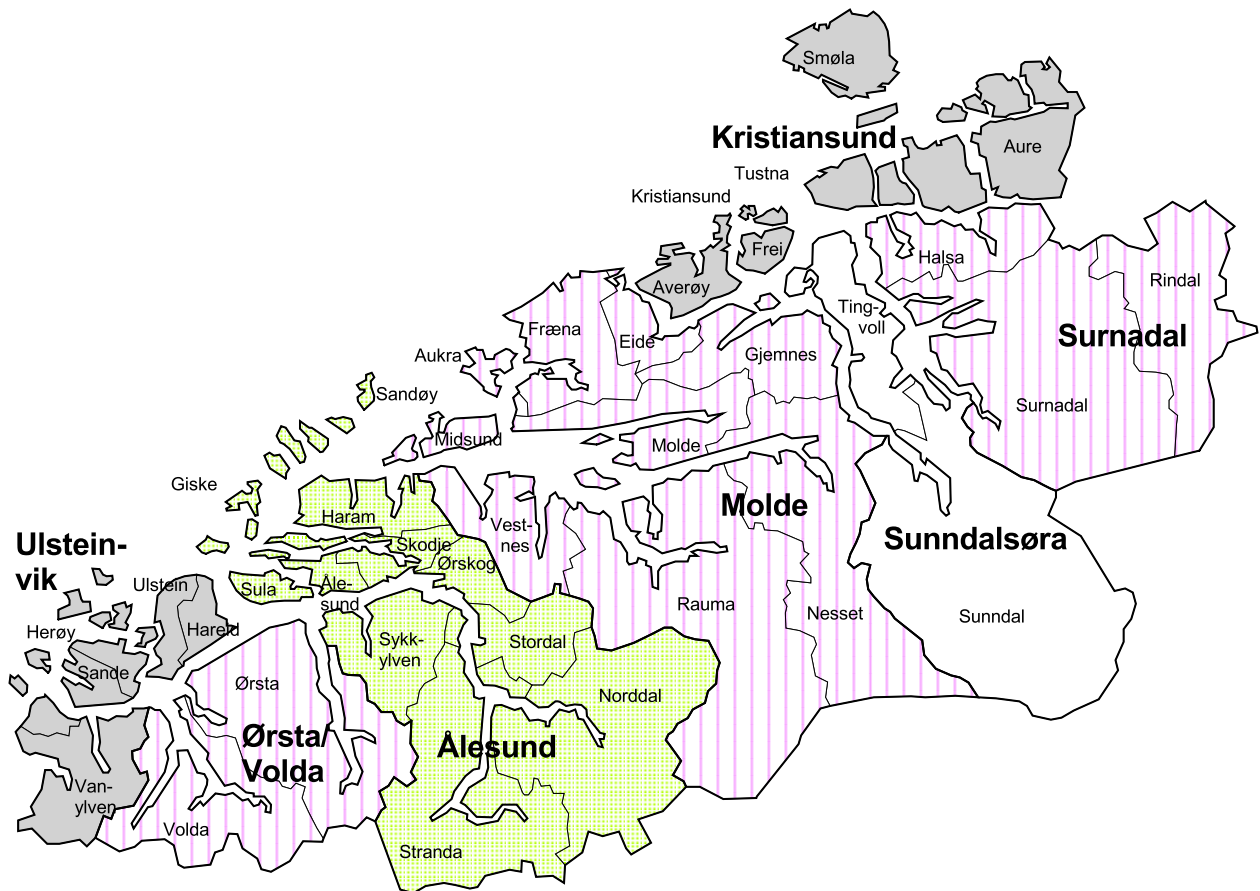 Smøla
Kristiansund
Aure
Tustna
Kristiansund
Frei
Halsa
Rindal
Averøy
Ting-
voll
Fræna
Eide
Surnadal
Gjemnes
Aukra
Sandøy
Surnadal
Midsund
Molde
Giske
Molde
Haram
Vest-
nes
Sunndalsøra
Ulstein-
vik
Skodje
Ørskog
Ulstein
Sula
Åle-
sund
Rauma
Nesset
Sunndal
Herøy
Hareid
Sykk-
ylven
Stordal
Sande
Ørsta
Norddal
Ørsta/
Volda
Ålesund
Van-
ylven
Volda
Stranda